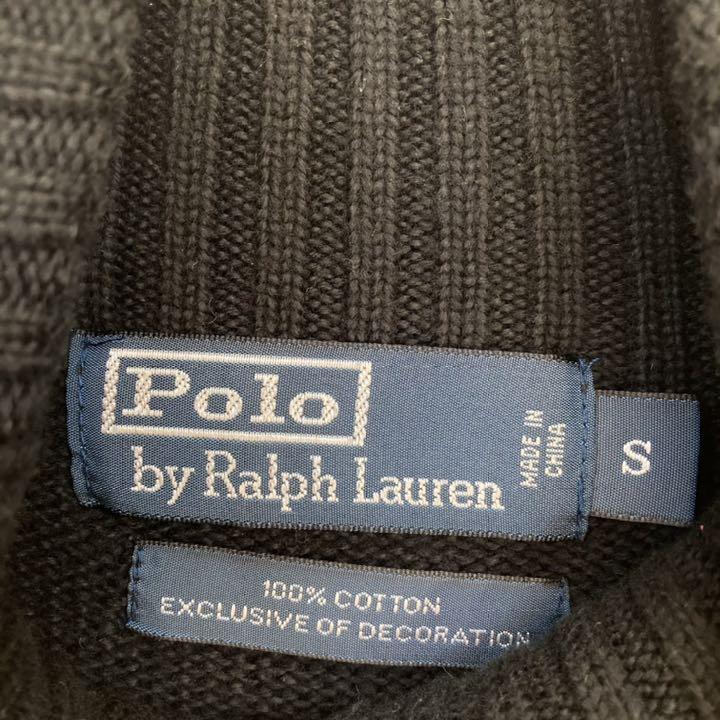 Polo
by Ralph Lauren
MADE IN
CHINA
S
100% COTTON
EXCLUSIVE OF DECORATION